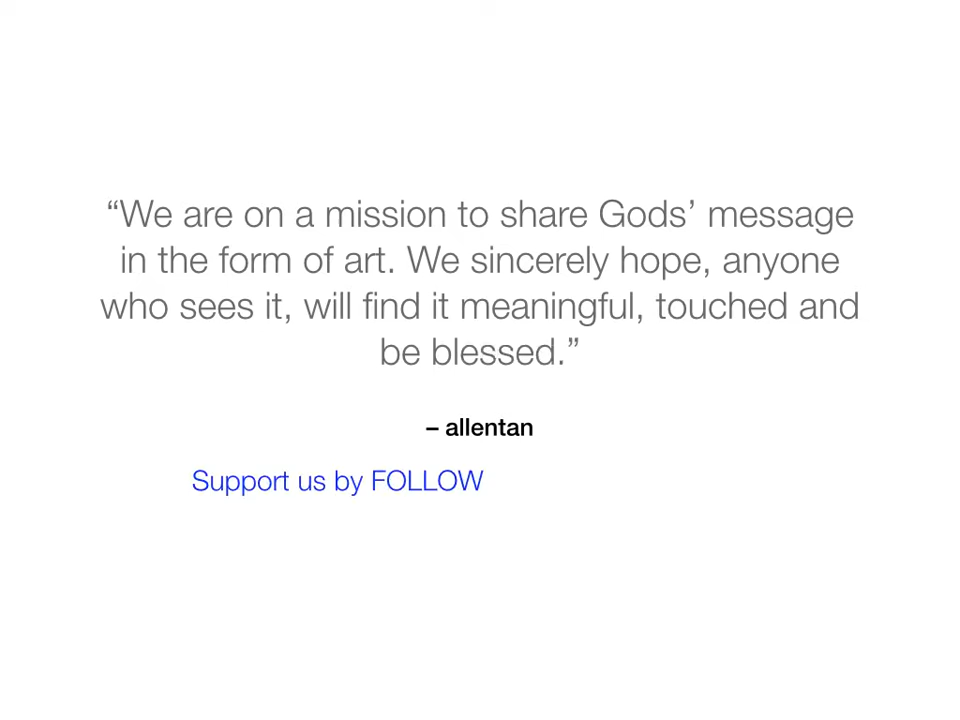 “We are on a mission to share Gods’ message
in the form of art. We sincerely hope, anyone
who sees it, will find it meaningful, touched and
be blessed.”
– allentan
Support us by FOLLOW